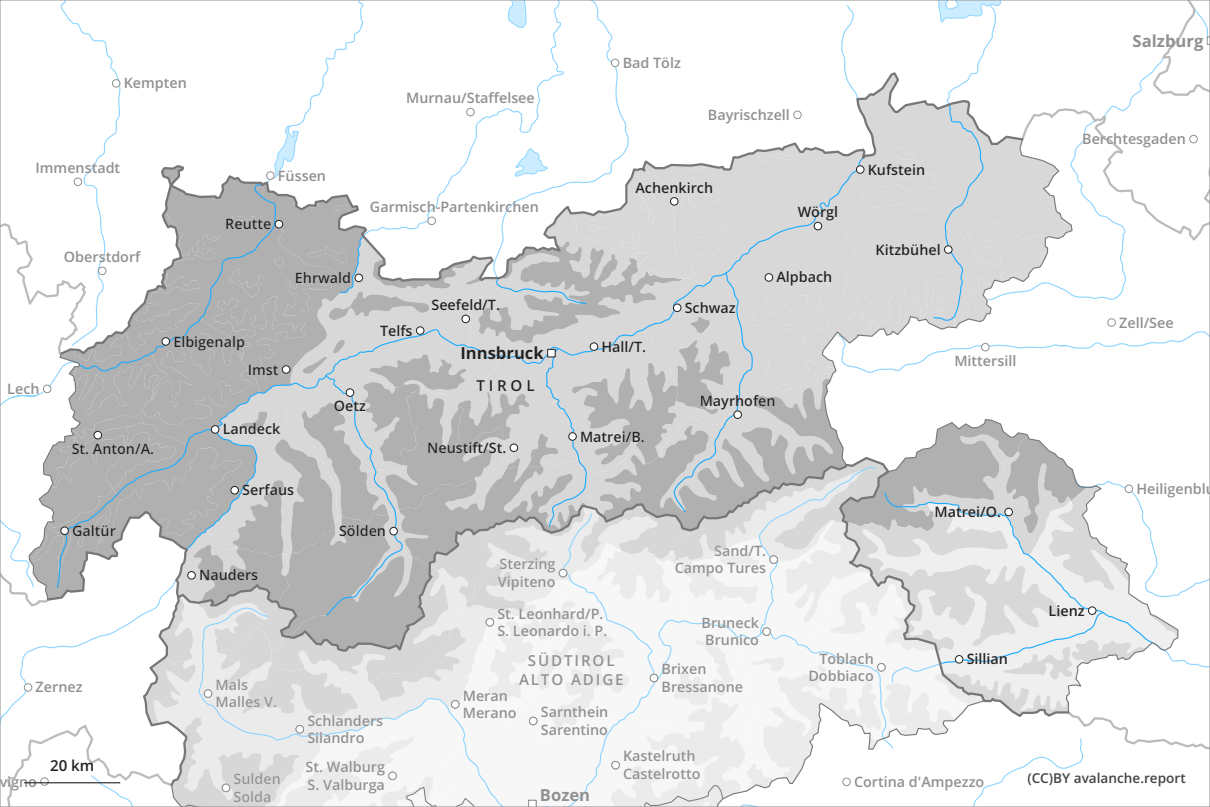 Salzburg
Bad Tölz
Kempten
Murnau/Staffelsee
Bayrischzell
Berchtesgaden
Immenstadt
Füssen
Kufstein
Achenkirch
Garmisch-Partenkirchen
Wörgl
Reutte
Kitzbühel
Oberstdorf
Ehrwald
Alpbach
Seefeld/T.
Schwaz
Zell/See
Telfs
Elbigenalp
Innsbruck
Hall/T.
Mittersill
Imst
TIROL
Lech
Oetz
Mayrhofen
Landeck
Matrei/B.
St. Anton/A.
Neustift/St.
Serfaus
Heiligenblu
Matrei/O.
Galtür
Sölden
Sand/T.
Campo Tures
Sterzing
Vipiteno
Nauders
Lienz
St. Leonhard/P.
S. Leonardo i. P.
Bruneck
Brunico
SÜDTIROL
ALTO ADIGE
Sillian
Toblach
Dobbiaco
Brixen
Bressanone
Zernez
Mals
Malles V.
Meran
Merano
Sarnthein
Sarentino
Schlanders
Silandro
Kastelruth
Castelrotto
St. Walburg
S. Valburga
20 km
vigno
Sulden
Solda
Cortina d'Ampezzo
(CC)BY avalanche.report
Bozen